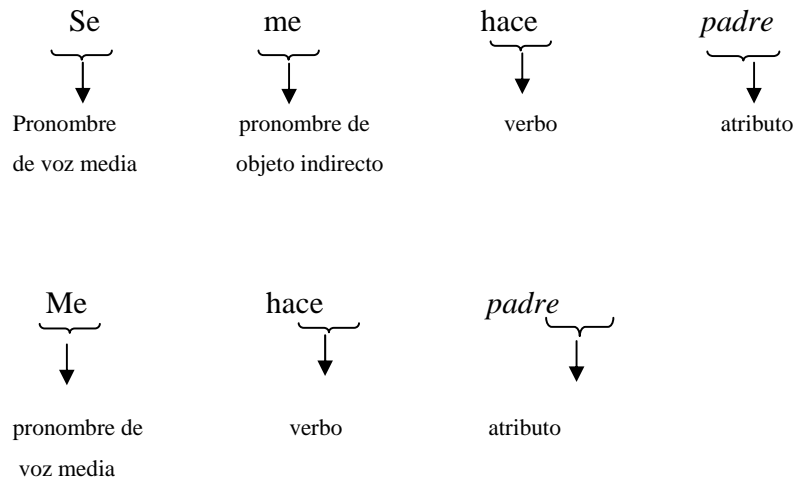 Se me hace padre
Pronombre pronombre de verbo atributo
de voz media objeto indirecto
Me hace padre
pronombre de verbo atributo
voz media